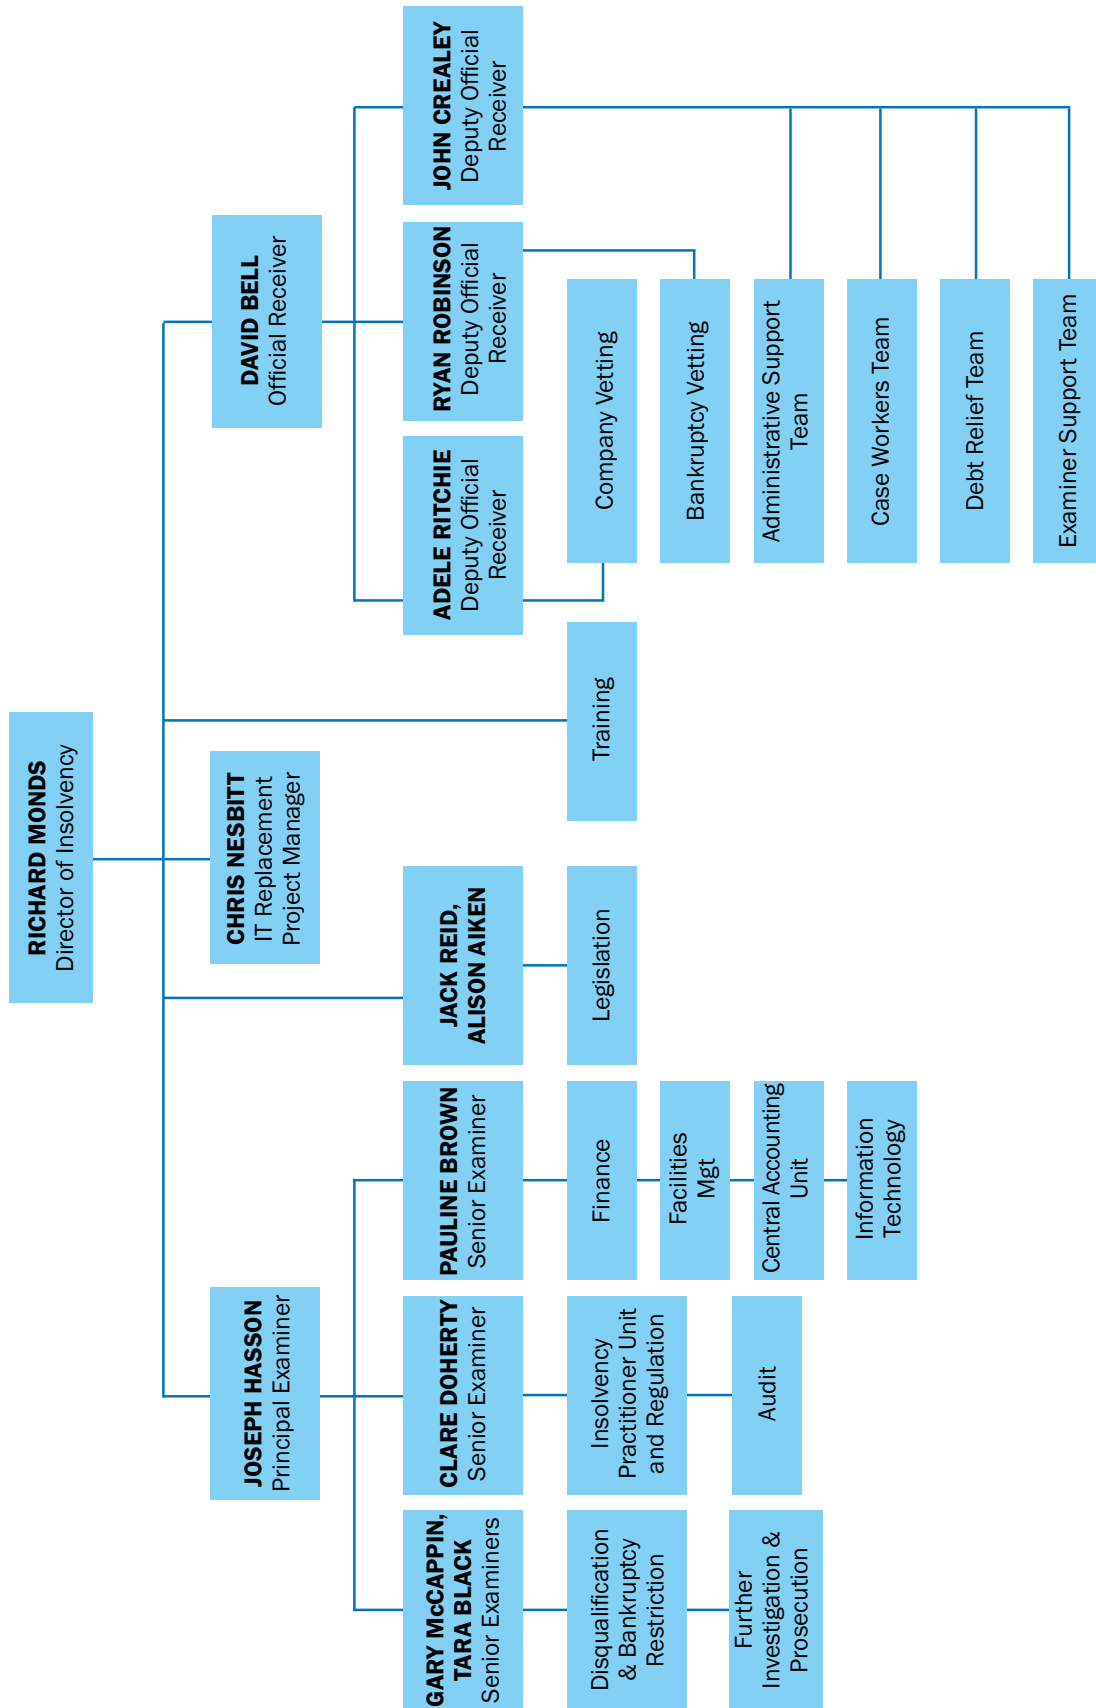 RICHARD MONDS
Director of Insolvency
JOSEPH HASSON
Principal Examiner
CHRIS NESBITT
IT Replacement
Project Manager
DAVID BELL
Official Receiver
GARY McCAPPIN,
TARA BLACK
Senior Examiners
CLARE DOHERTY
Senior Examiner
PAULINE BROWN
Senior Examiner
JACK REID,
ALISON AIKEN
ADELE RITCHIE
Deputy Official
Receiver
RYAN ROBINSON
Deputy Official
Receiver
JOHN CREALEY
Deputy Official
Receiver
Disqualification
& Bankruptcy
Restriction
Insolvency
Practitioner Unit
and Regulation
Finance
Legislation
Training
Company Vetting
Further
Investigation &
Prosecution
Audit
Facilities
Mgt
Bankruptcy Vetting
Central Accounting
Unit
Administrative Support
Team
Information
Technology
Case Workers Team
Debt Relief Team
Examiner Support Team